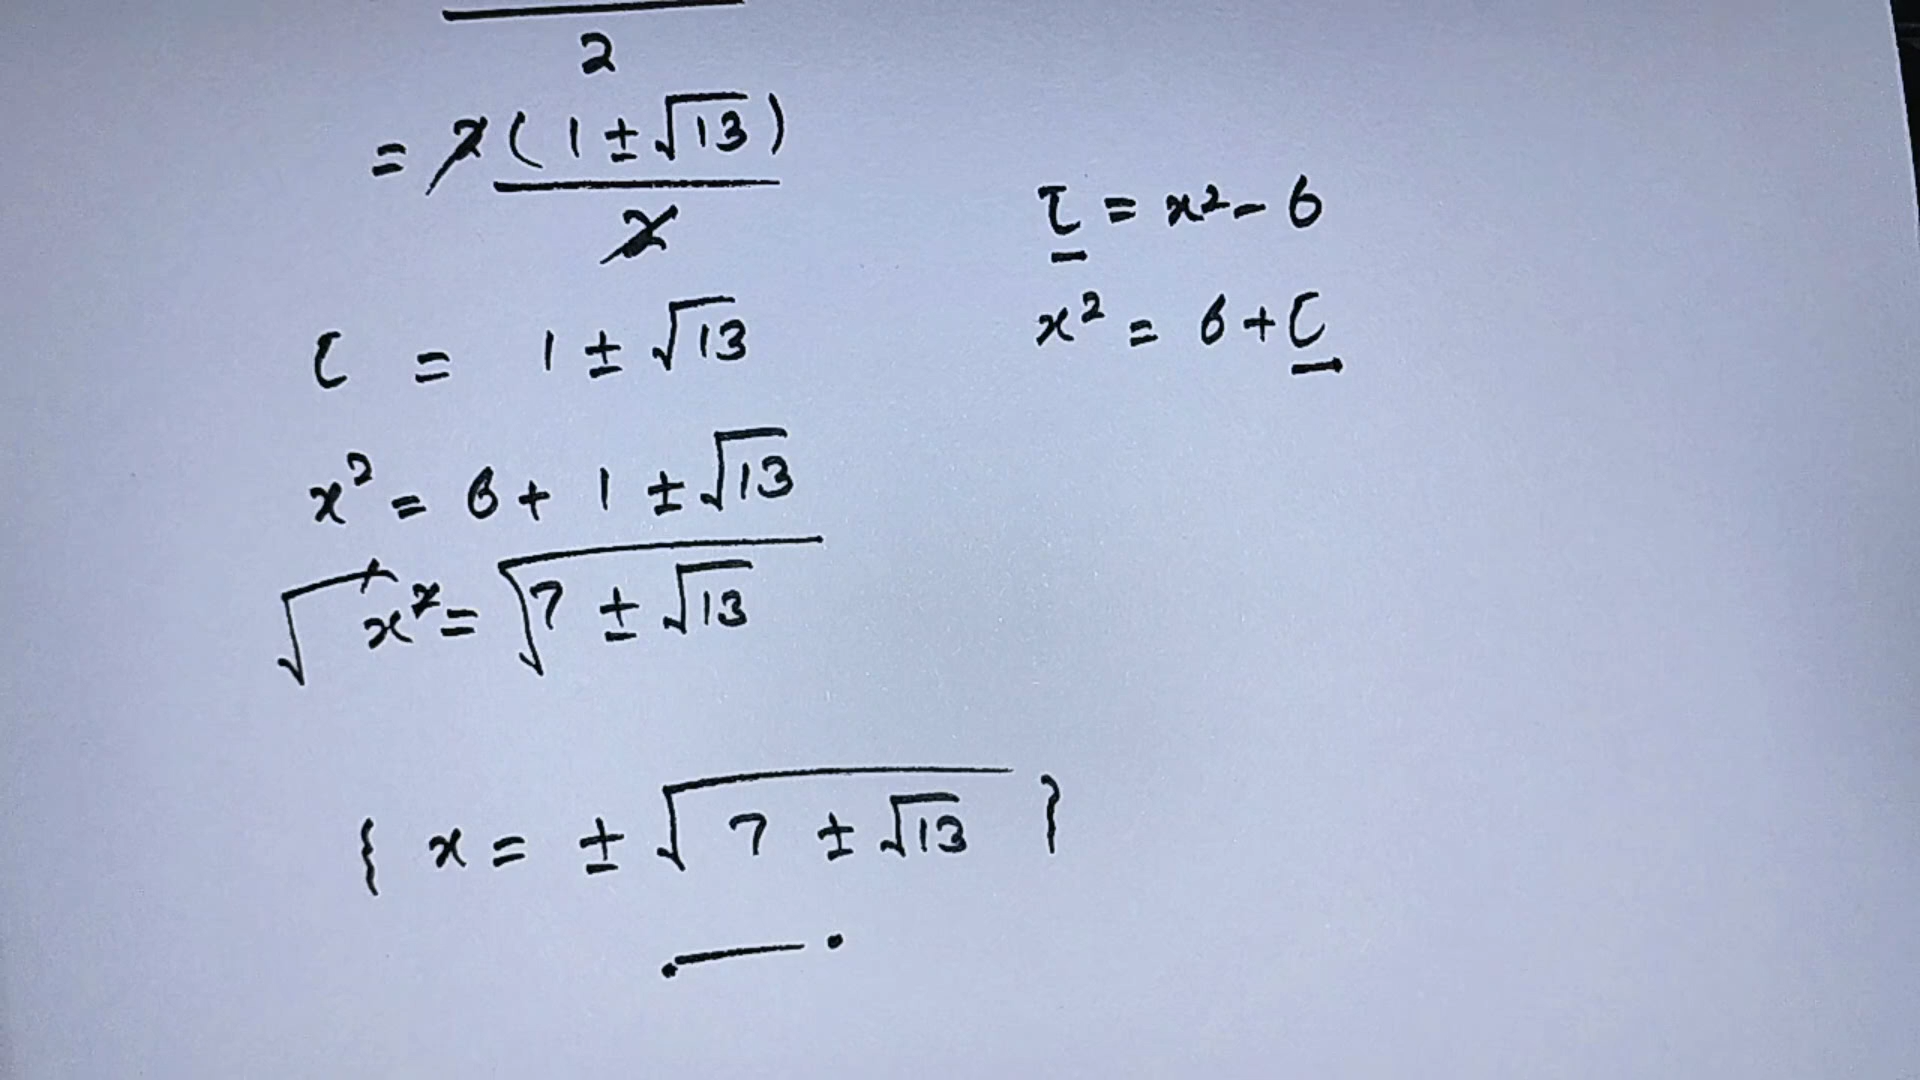 2
= 2(1 ± √13)
2
τ = x² - 6
x² = 6 + τ
τ = 1 ± √13
x² = 6 + 1 ± √13
√x² = √7 ± √13
{ x = ± √7 ± √13 }